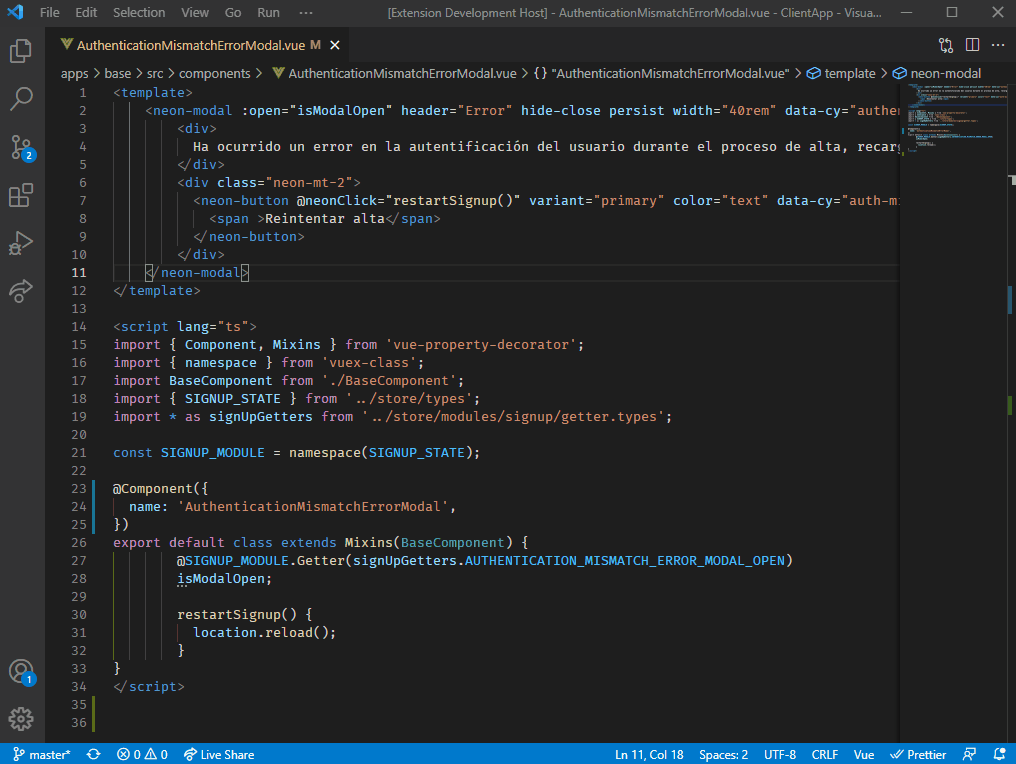 File Edit Selection View Go Run ··· [Extension Development Host] - AuthenticationMismatchErrorModal.vue - ClientApp - Visua...
AuthenticationMismatchErrorModal.vue M
apps > base > src > components > AuthenticationMismatchErrorModal.vue > {} "AuthenticationMismatchErrorModal.vue" > template > neon-modal
1 <template>
2 <neon-modal :open="isModalOpen" header="Error" hide-close persist width="40rem" data-cy="auther
3 <div>
4 Ha ocurrido un error en la autentificación del usuario durante el proceso de alta, recarg
5 </div>
6 <div class="neon-mt-2">
7 <neon-button @neonClick="restartSignup()" variant="primary" color="text" data-cy="auth-mi
8 <span >Reintentar alta</span>
9 </neon-button>
10 </div>
11 </neon-modal>
12 </template>
13
14 <script lang="ts">
15 import { Component, Mixins } from 'vue-property-decorator';
16 import { namespace } from 'vuex-class';
17 import BaseComponent from './BaseComponent';
18 import { SIGNUP_STATE } from '../store/types';
19 import * as signUpGetters from '../store/modules/signup/getter.types';
20
21 const SIGNUP_MODULE = namespace(SIGNUP_STATE);
22
23 @Component({
24 name: 'AuthenticationMismatchErrorModal',
25 })
26 export default class extends Mixins(BaseComponent) {
27 @SIGNUP_MODULE.Getter(signUpGetters.AUTHENTICATION_MISMATCH_ERROR_MODAL_OPEN)
28 isModalOpen;
29
30 restartSignup() {
31 location.reload();
32 }
33 }
34 </script>
35
36
2
1
master* 0 0 Live Share Ln 11, Col 18 Spaces: 2 UTF-8 CRLF Vue Prettier